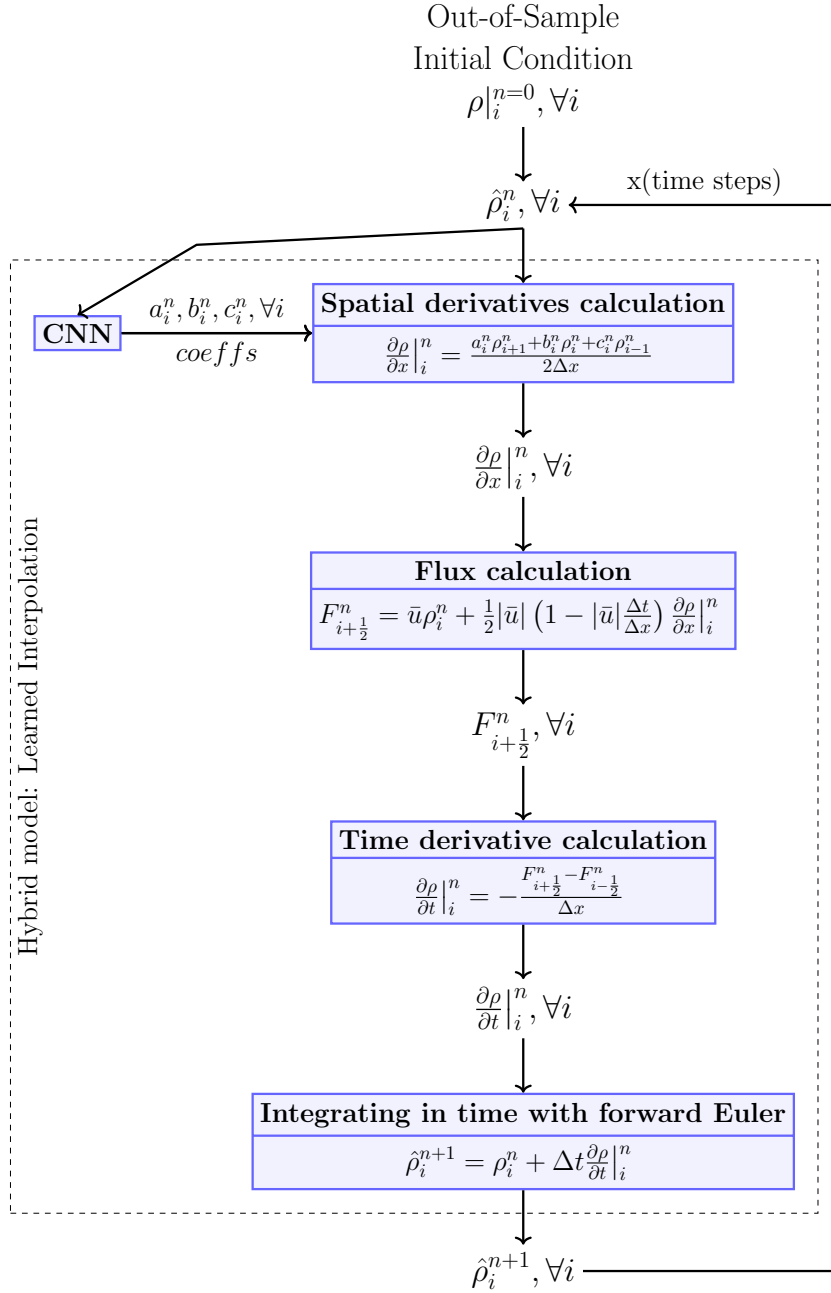 Out-of-Sample
Initial Condition
ρ|_i^{n=0}, ∀i
x(time steps)
ρ̂_i^n, ∀i
Spatial derivatives calculation
∂ρ/∂x|_i^n = (a_i^n ρ_{i+1}^n + b_i^n ρ_i^n + c_i^n ρ_{i-1}^n) / 2Δx
CNN
a_i^n, b_i^n, c_i^n, ∀i
coeffs
∂ρ/∂x|_i^n, ∀i
Flux calculation
F_{i+1/2}^n = ū ρ_i^n + 1/2 |ū| (1 − |ū| Δt/Δx) ∂ρ/∂x|_i^n
F_{i+1/2}^n, ∀i
Hybrid model: Learned Interpolation
Time derivative calculation
∂ρ/∂t|_i^n = − (F_{i+1/2}^n − F_{i-1/2}^n) / Δx
∂ρ/∂t|_i^n, ∀i
Integrating in time with forward Euler
ρ̂_i^{n+1} = ρ_i^n + Δt ∂ρ/∂t|_i^n
ρ̂_i^{n+1}, ∀i